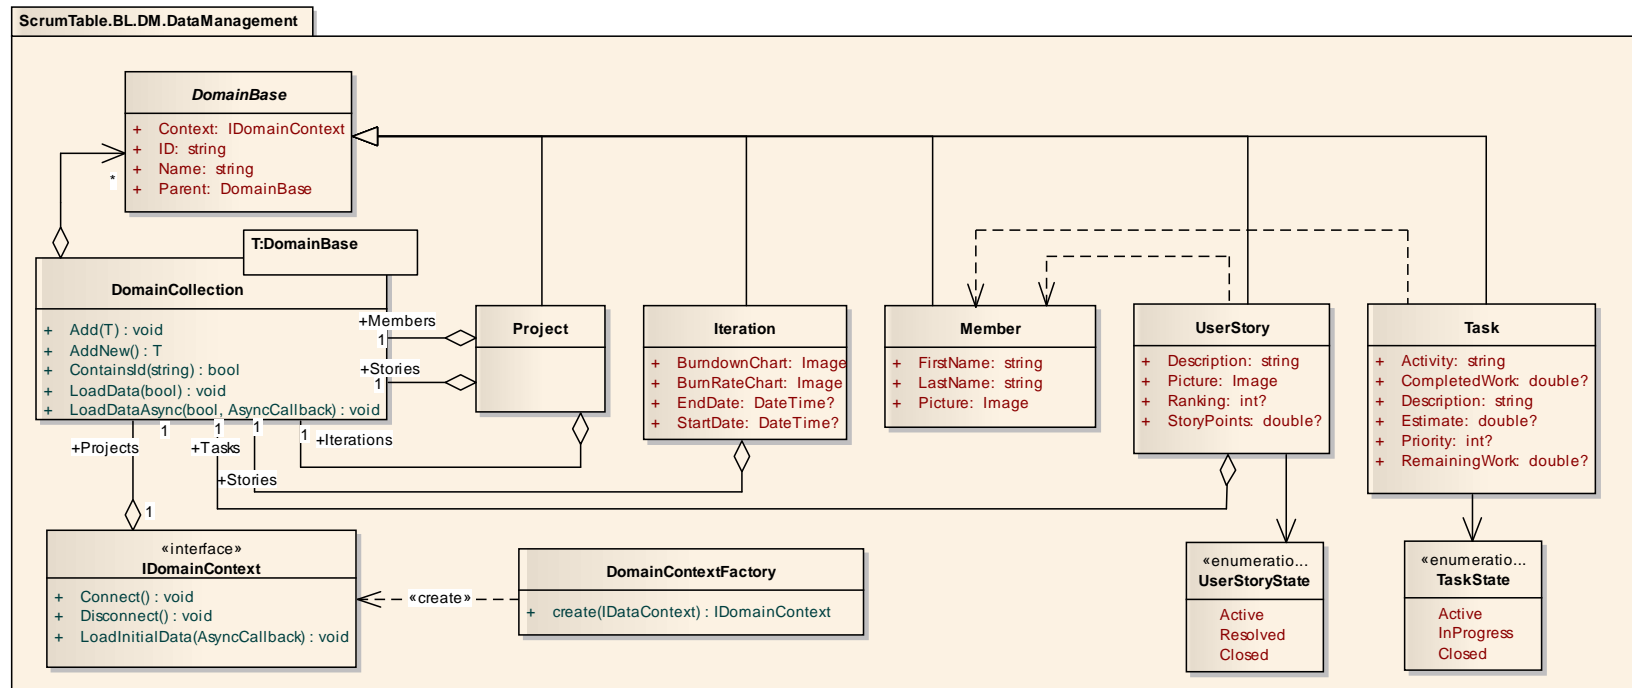 ScrumTable.BL.DM.DataManagement
DomainBase
+ Context: IDomainContext
+ ID: string
+ Name: string
+ Parent: DomainBase
*
T:DomainBase
DomainCollection
+ Add(T) : void
+ AddNew() : T
+ ContainsId(string) : bool
+ LoadData(bool) : void
+ LoadDataAsync(bool, AsyncCallback) : void
+Members
1
+Stories
1
Project
Iteration
+ BurndownChart: Image
+ BurnRateChart: Image
+ EndDate: DateTime?
+ StartDate: DateTime?
Member
+ FirstName: string
+ LastName: string
+ Picture: Image
UserStory
+ Description: string
+ Picture: Image
+ Ranking: int?
+ StoryPoints: double?
Task
+ Activity: string
+ CompletedWork: double?
+ Description: string
+ Estimate: double?
+ Priority: int?
+ RemainingWork: double?
1
1
1
1
+Iterations
+Projects
+Tasks
+Stories
1
«interface»
IDomainContext
+ Connect() : void
+ Disconnect() : void
+ LoadInitialData(AsyncCallback) : void
«create»
DomainContextFactory
+ create(IDataContext) : IDomainContext
«enumeratio...
UserStoryState
Active
Resolved
Closed
«enumeratio...
TaskState
Active
InProgress
Closed